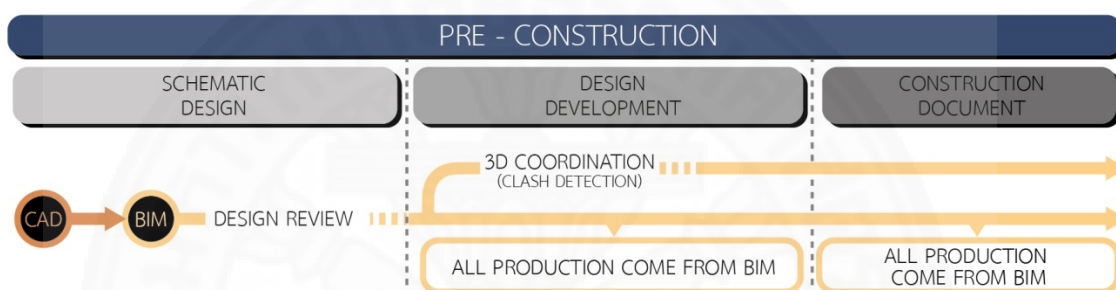 PRE - CONSTRUCTION
SCHEMATIC
DESIGN
DESIGN
DEVELOPMENT
CONSTRUCTION
DOCUMENT
3D COORDINATION
(CLASH DETECTION)
CAD
BIM
DESIGN REVIEW
ALL PRODUCTION COME FROM BIM
ALL PRODUCTION
COME FROM BIM